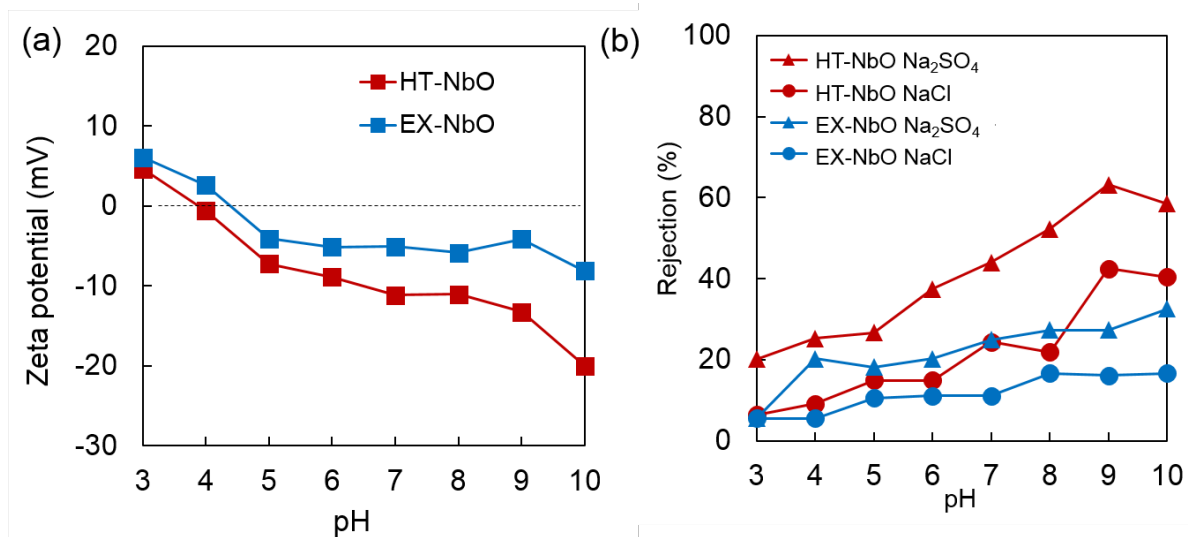 (a)
Zeta potential (mV)
20
10
0
-10
-20
-30
HT-NbO
EX-NbO
3 4 5 6 7 8 9 10
pH
(b)
Rejection (%)
100
80
60
40
20
0
HT-NbO Na₂SO₄
HT-NbO NaCl
EX-NbO Na₂SO₄
EX-NbO NaCl
3 4 5 6 7 8 9 10
pH